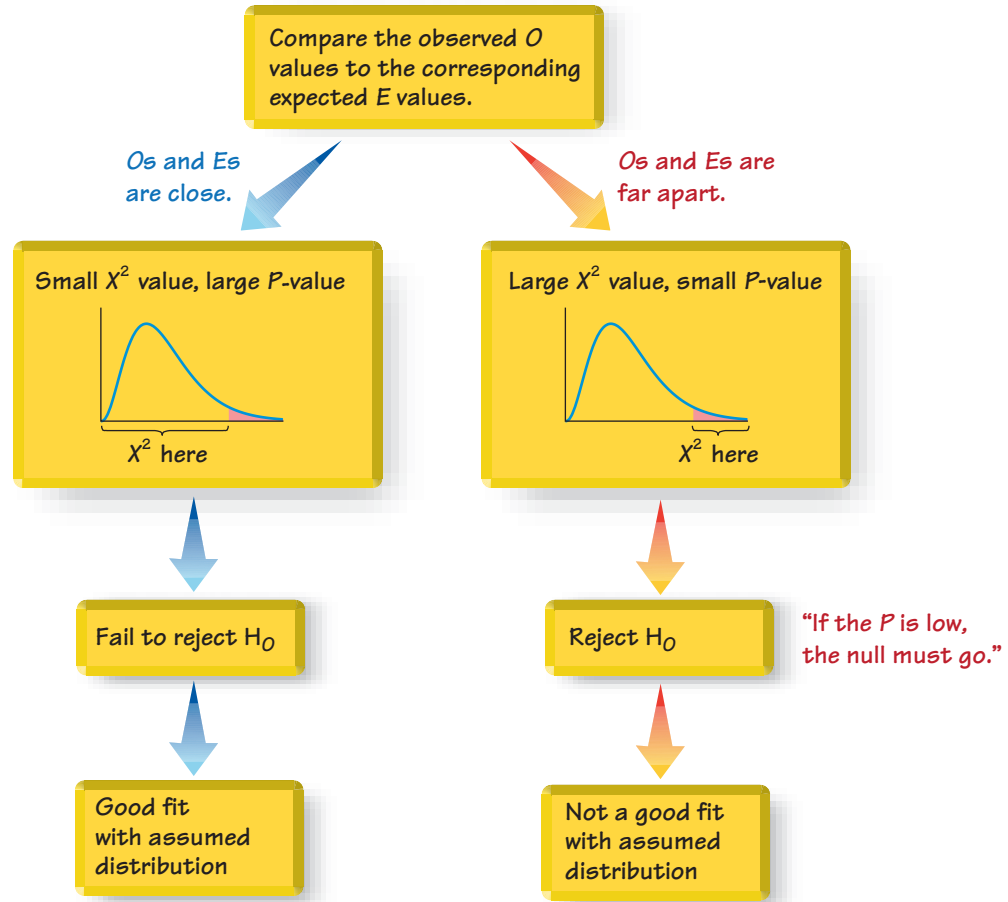 Compare the observed O
values to the corresponding
expected E values.
Os and Es
are close.
Os and Es are
far apart.
Small X² value, large P-value
X² here
Large X² value, small P-value
X² here
Fail to reject H₀
Reject H₀
“If the P is low,
the null must go.”
Good fit
with assumed
distribution
Not a good fit
with assumed
distribution